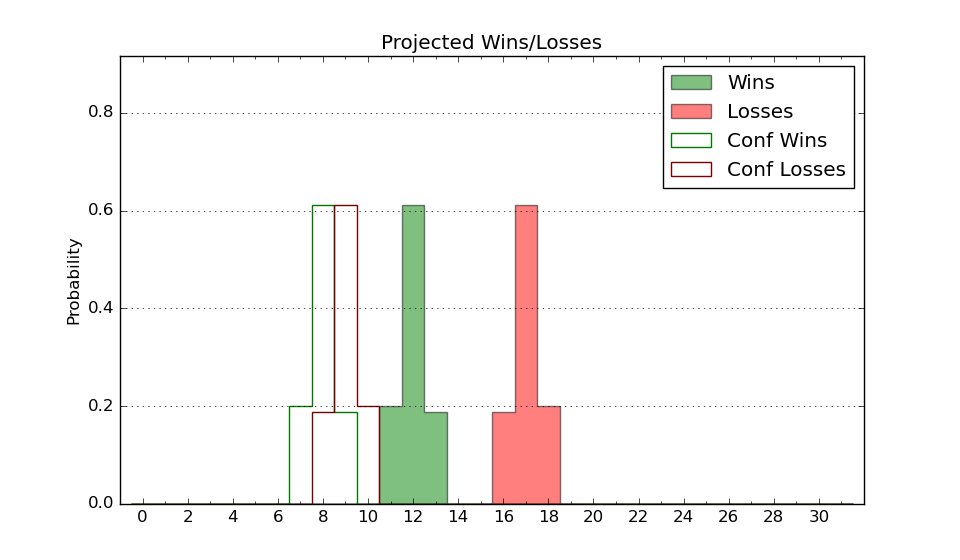 Projected Wins/Losses
Wins
Losses
Conf Wins
Conf Losses
Probability
0.8
0.6
0.4
0.2
0.0
0 2 4 6 8 10 12 14 16 18 20 22 24 26 28 30